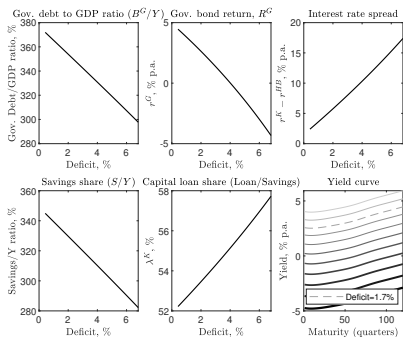 Gov. debt to GDP ratio (B^G/Y)
Gov. Debt/GDP ratio, %
380
360
340
320
300
280
0 2 4 6
Deficit, %
Gov. bond return, R^G
r^G, % p.a.
5
0
-5
0 2 4 6
Deficit, %
Interest rate spread
r^K − r^HB, % p.a.
20
15
10
5
0
0 2 4 6
Deficit, %
Savings share (S/Y)
Savings/Y ratio, %
360
340
320
300
280
0 2 4 6
Deficit, %
Capital loan share (Loan/Savings)
λ^K, %
58
56
54
52
0 2 4 6
Deficit, %
Yield curve
Yield, % p.a.
5
0
-5
Deficit=1.7%
0 50 100
Maturity (quarters)